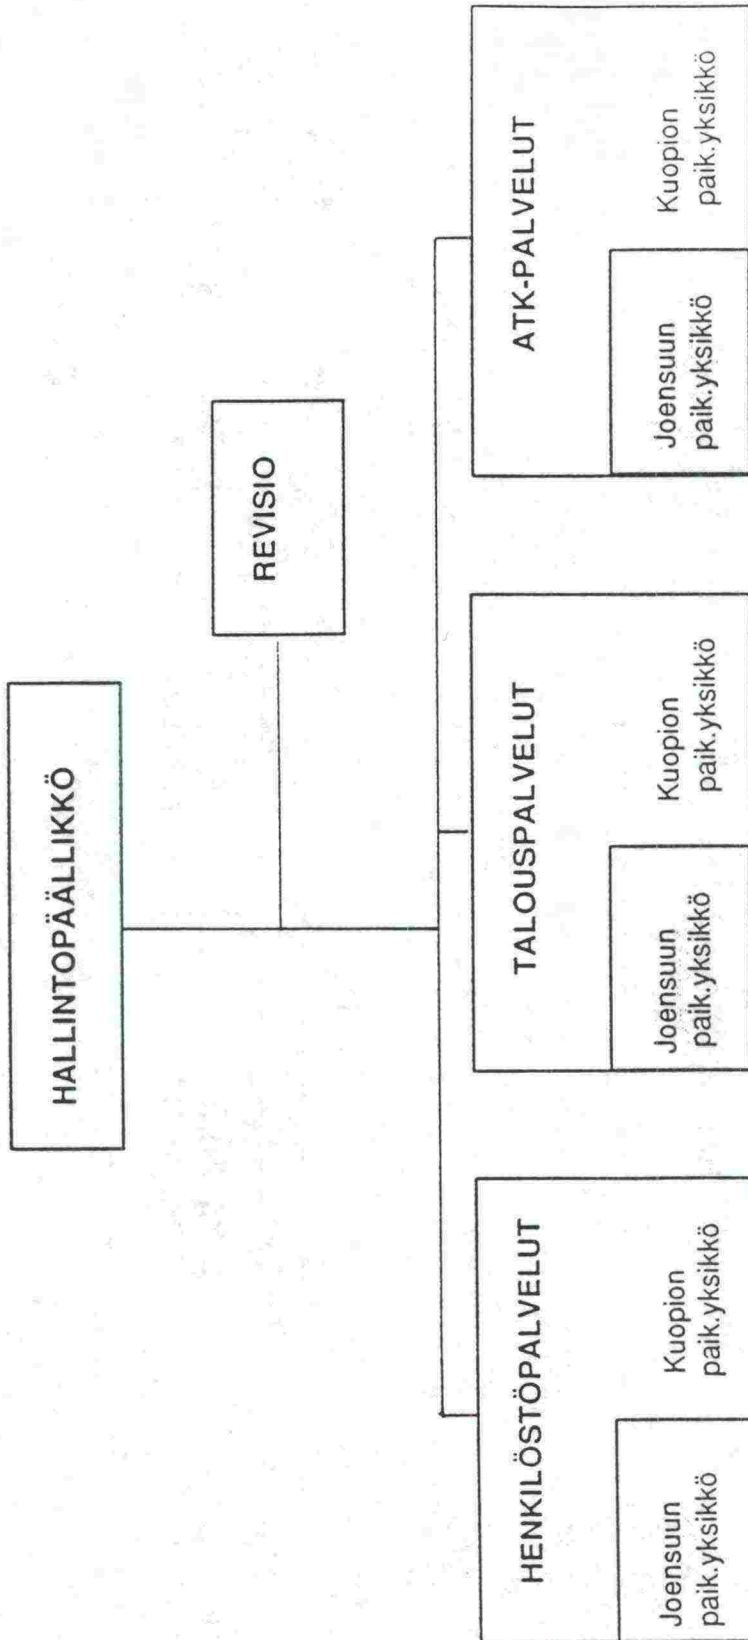 HALLINTOPÄÄLLIKKÖ
REVISIO
HENKILÖSTÖPALVELUT
Joensuun
paik.yksikkö
Kuopion
paik.yksikkö
TALOUSPALVELUT
Joensuun
paik.yksikkö
Kuopion
paik.yksikkö
ATK-PALVELUT
Joensuun
paik.yksikkö
Kuopion
paik.yksikkö